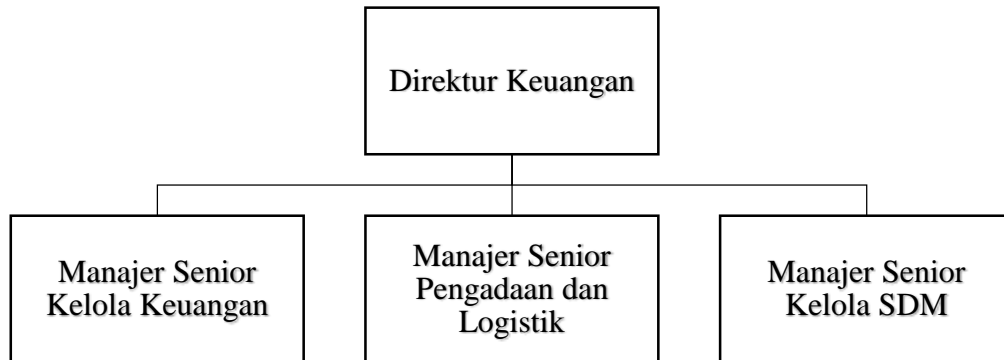 Direktur Keuangan
Manajer Senior
Kelola Keuangan
Manajer Senior
Pengadaan dan
Logistik
Manajer Senior
Kelola SDM